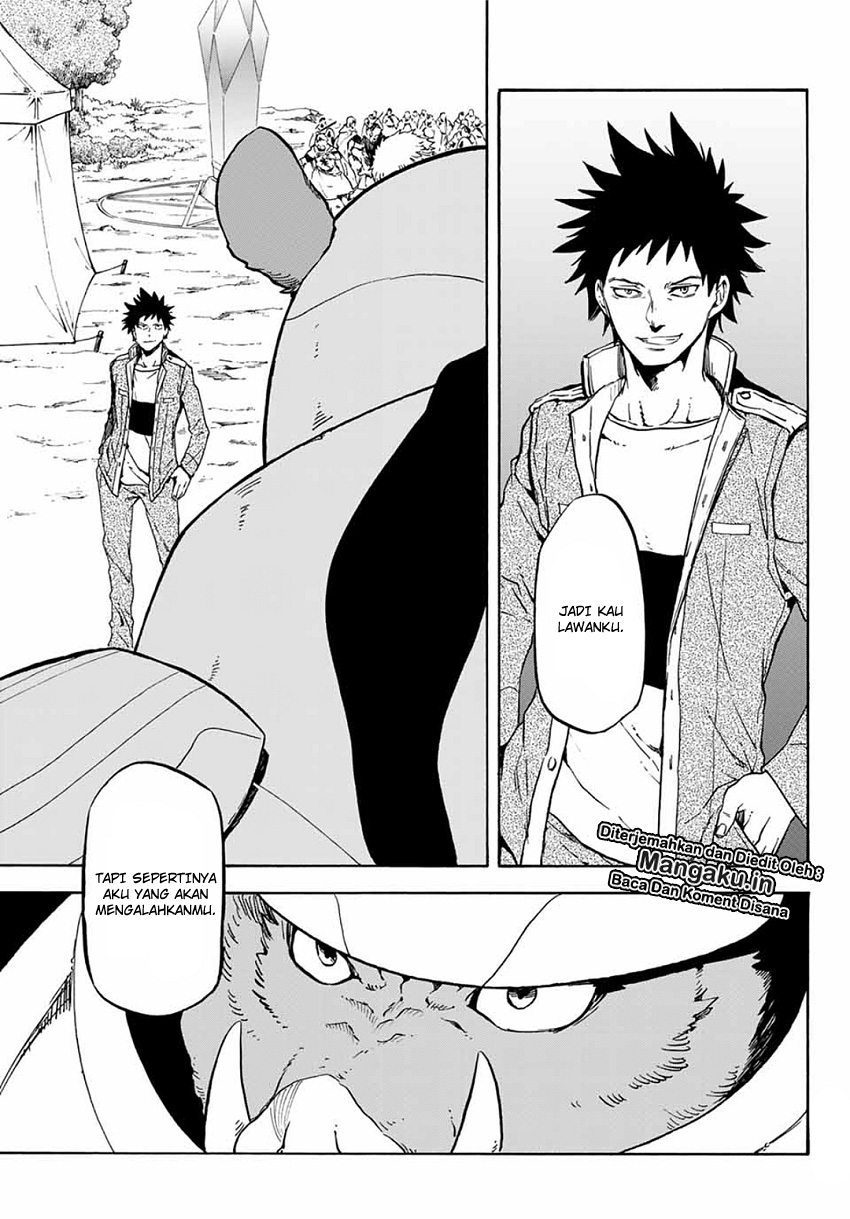 JADI KAU
LAWANKU.
Diterjemahkan dan Diedit Oleh :
Mangaku.in
Baca Dan Koment Disana
TAPI SEPERTINYA
AKU YANG AKAN
MENGALAHKANMU.